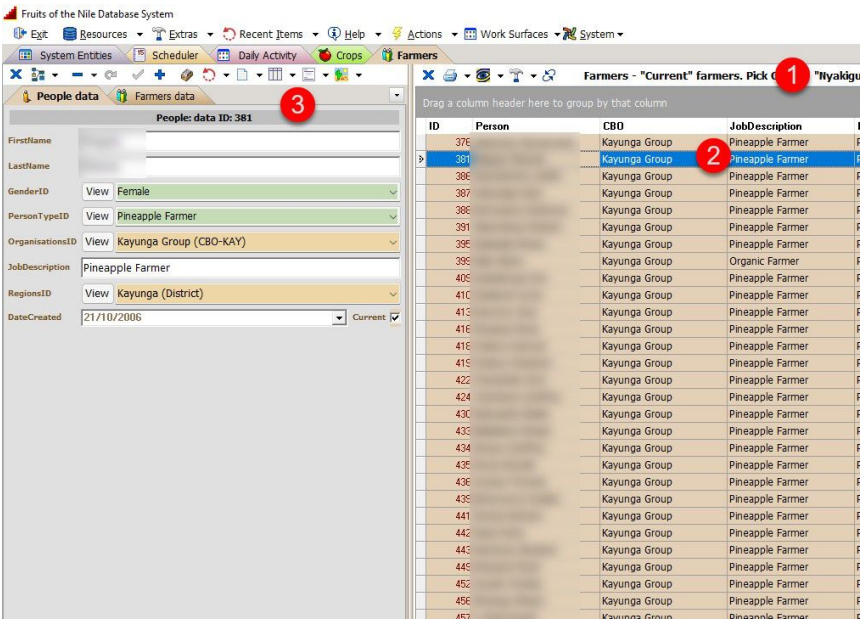 Fruits of the Nile Database System
Exit Resources Extras Recent Items Help Actions Work Surfaces System
System Entities Scheduler Daily Activity Crops Farmers
People data Farmers data
3
People: data ID: 381
FirstName
LastName
GenderID View Female
PersonTypeID View Pineapple Farmer
OrganisationsID View Kayunga Group (CBO-KAY)
JobDescription Pineapple Farmer
RegionsID View Kayunga (District)
DateCreated 21/10/2006 Current
Farmers - "Current" farmers. Pick 1 "Nyakigu
Drag a column header here to group by that column
ID Person CBO JobDescription
376 Kayunga Group Pineapple Farmer
381 Kayunga Group 2 Pineapple Farmer
386 Kayunga Group Pineapple Farmer
387 Kayunga Group Pineapple Farmer
388 Kayunga Group Pineapple Farmer
391 Kayunga Group Pineapple Farmer
395 Kayunga Group Pineapple Farmer
399 Kayunga Group Organic Farmer
409 Kayunga Group Pineapple Farmer
410 Kayunga Group Pineapple Farmer
413 Kayunga Group Pineapple Farmer
416 Kayunga Group Pineapple Farmer
418 Kayunga Group Pineapple Farmer
419 Kayunga Group Pineapple Farmer
422 Kayunga Group Pineapple Farmer
424 Kayunga Group Pineapple Farmer
430 Kayunga Group Pineapple Farmer
433 Kayunga Group Pineapple Farmer
434 Kayunga Group Pineapple Farmer
435 Kayunga Group Pineapple Farmer
436 Kayunga Group Pineapple Farmer
439 Kayunga Group Pineapple Farmer
441 Kayunga Group Pineapple Farmer
442 Kayunga Group Pineapple Farmer
443 Kayunga Group Pineapple Farmer
449 Kayunga Group Pineapple Farmer
452 Kayunga Group Pineapple Farmer
456 Kayunga Group Pineapple Farmer
457 Kayunga Group Pineapple Farmer